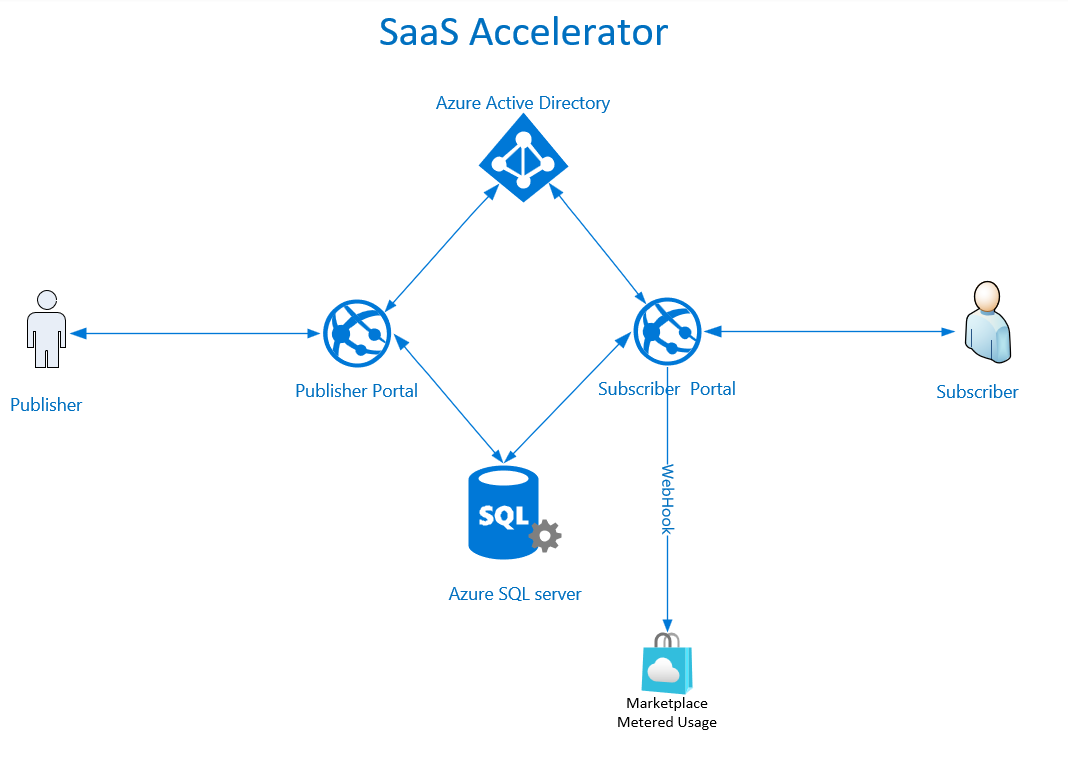 SaaS Accelerator
Azure Active Directory
Publisher
Publisher Portal
Subscriber  Portal
Subscriber
WebHook
SQL
Azure SQL server
Marketplace
Metered Usage